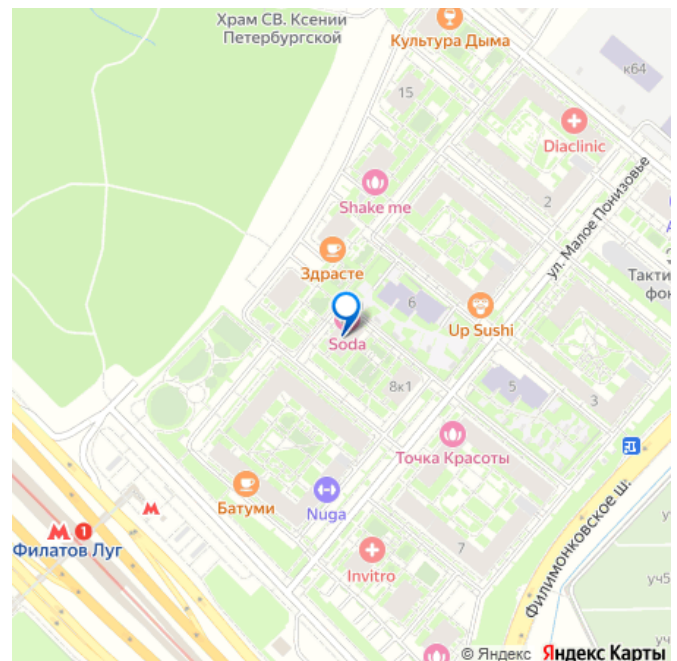 Храм СВ. Ксении
Петербургской
Культура Дыма
к64
15
Diaclinic
Shake me
2
ул. Малое Понизовье
Здрасте
Такти
фон
6
Up Sushi
Soda
8к1
5
3
Точка Красоты
Батуми
Nuga
М 1
М
Филатов Луг
7
Invitro
Филимонковское ш.
уч5
© Яндекс Яндекс Карты